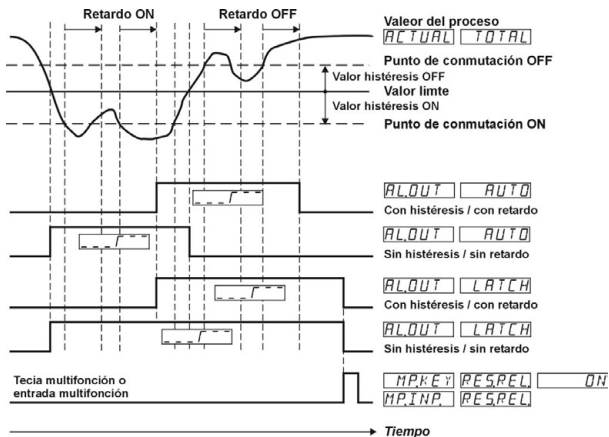 Retardo ON
Retardo OFF
Valeor del proceso
ACTUAL TOTAL
Punto de conmutación OFF
Valor histéresis OFF
Valor limte
Valor histéresis ON
Punto de conmutación ON
AL.OUT AUTO
Con histéresis / con retardo
AL.OUT AUTO
Sin histéresis / sin retardo
AL.OUT LATCH
Con histéresis / con retardo
AL.OUT LATCH
Sin histéresis / sin retardo
Tecia multifonción o
entrada multifonción
MP.KEY RES.REL. ON
MP.INP. RES.REL.
Tiempo